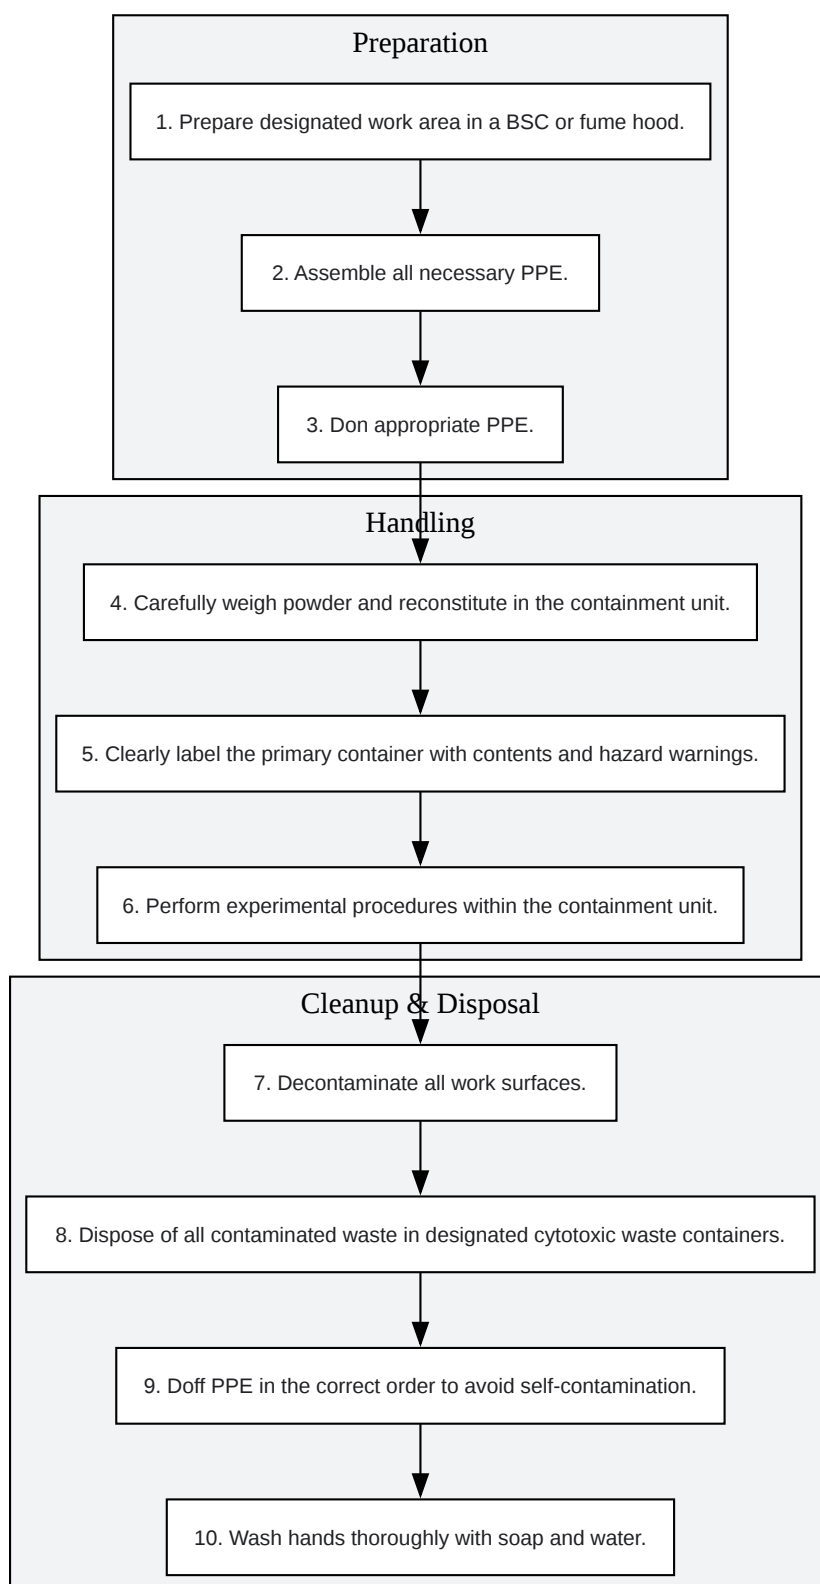 Preparation
1. Prepare designated work area in a BSC or fume hood.
2. Assemble all necessary PPE.
3. Don appropriate PPE.
Handling
4. Carefully weigh powder and reconstitute in the containment unit.
5. Clearly label the primary container with contents and hazard warnings.
6. Perform experimental procedures within the containment unit.
Cleanup & Disposal
7. Decontaminate all work surfaces.
8. Dispose of all contaminated waste in designated cytotoxic waste containers.
9. Doff PPE in the correct order to avoid self-contamination.
10. Wash hands thoroughly with soap and water.